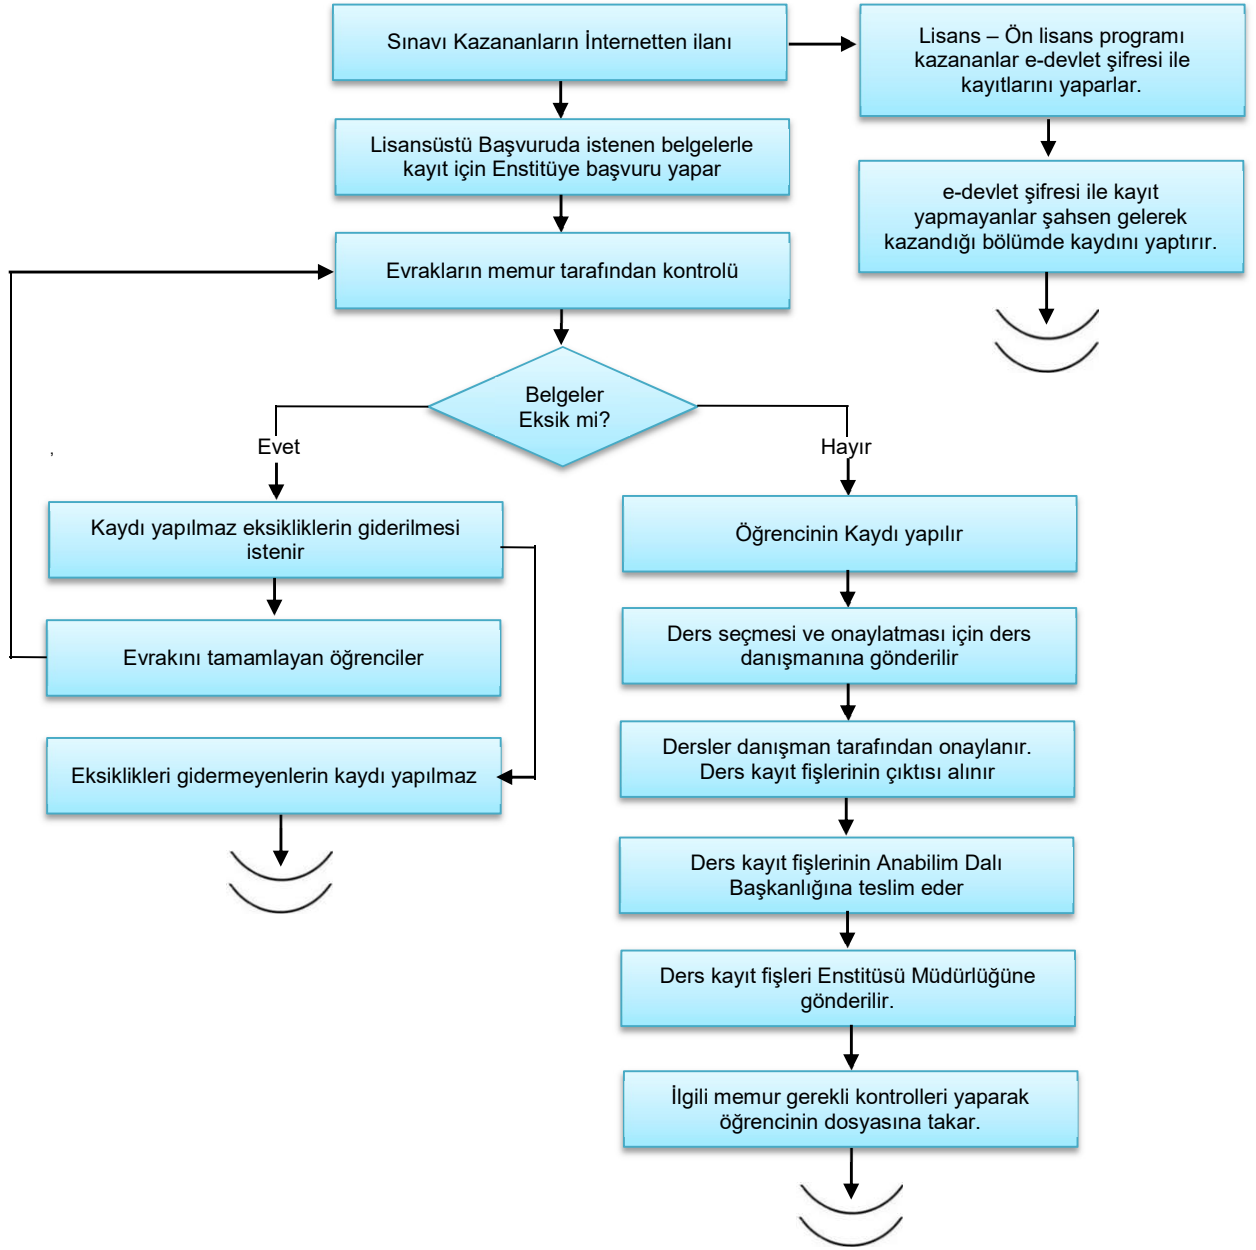 Sınavı Kazananların İnternetten ilanı
Lisans – Ön lisans programı
kazananlar e-devlet şifresi ile
kayıtlarını yaparlar.
Lisansüstü Başvuruda istenen belgelerle
kayıt için Enstitüye başvuru yapar
e-devlet şifresi ile kayıt
yapmayanlar şahsen gelerek
kazandığı bölümde kaydını yaptırır.
Evrakların memur tarafından kontrolü
Belgeler
Eksik mi?
,
Evet
Hayır
Kaydı yapılmaz eksikliklerin giderilmesi
istenir
Evrakını tamamlayan öğrenciler
Eksiklikleri gidermeyenlerin kaydı yapılmaz
Öğrencinin Kaydı yapılır
Ders seçmesi ve onaylatması için ders
danışmanına gönderilir
Dersler danışman tarafından onaylanır.
Ders kayıt fişlerinin çıktısı alınır
Ders kayıt fişlerinin Anabilim Dalı
Başkanlığına teslim eder
Ders kayıt fişleri Enstitüsü Müdürlüğüne
gönderilir.
İlgili memur gerekli kontrolleri yaparak
öğrencinin dosyasına takar.